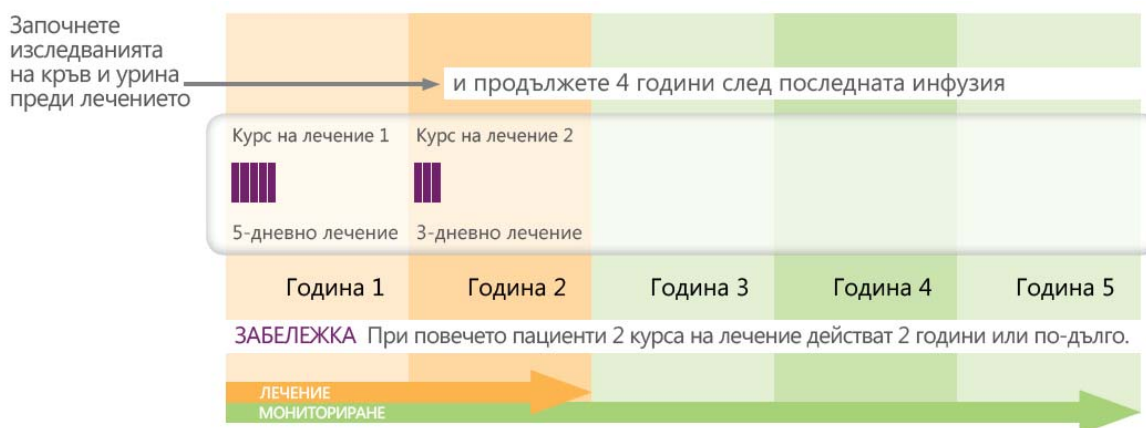 Започнете
изследванията
на кръв и урина
преди лечението
и продължете 4 години след последната инфузия
Курс на лечение 1
Курс на лечение 2
5-дневно лечение
3-дневно лечение
Година 1
Година 2
Година 3
Година 4
Година 5
ЗАБЕЛЕЖКА При повечето пациенти 2 курса на лечение действат 2 години или по-дълго.
ЛЕЧЕНИЕ
МОНИТОРИРАНЕ